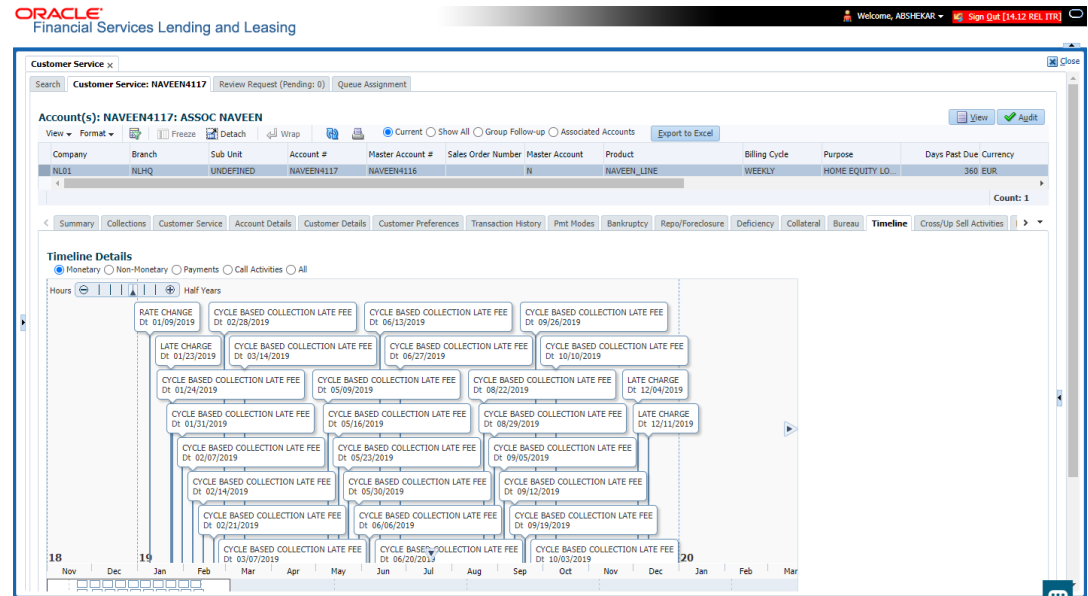 ORACLE
Financial Services Lending and Leasing
Welcome, ABSHEKAR
Sign Out [14.12 REL ITR]
Close
Customer Service x
Search Customer Service: NAVEEN4117 Review Request (Pending: 0) Queue Assignment
Account(s): NAVEEN4117: ASSOC NAVEEN
View Audit
View Format Freeze Detach Wrap Current Show All Group Follow-up Associated Accounts Export to Excel
Company Branch Sub Unit Account # Master Account # Sales Order Number Master Account Product Billing Cycle Purpose Days Past Due Currency
NL01 NLHQ UNDEFINED NAVEEN4117 NAVEEN4116 N NAVEEN_LINE WEEKLY HOME EQUITY LO... 360 EUR
Count: 1
Summary Collections Customer Service Account Details Customer Details Customer Preferences Transaction History Pmt Modes Bankruptcy Repo/Foreclosure Deficiency Collateral Bureau Timeline Cross/Up Sell Activities
Timeline Details
Monetary Non-Monetary Payments Call Activities All
Hours Half Years
RATE CHANGE
Dt 01/09/2019
CYCLE BASED COLLECTION LATE FEE
Dt 02/28/2019
CYCLE BASED COLLECTION LATE FEE
Dt 06/13/2019
CYCLE BASED COLLECTION LATE FEE
Dt 09/26/2019
LATE CHARGE
Dt 01/23/2019
CYCLE BASED COLLECTION LATE FEE
Dt 03/14/2019
CYCLE BASED COLLECTION LATE FEE
Dt 06/27/2019
CYCLE BASED COLLECTION LATE FEE
Dt 10/10/2019
CYCLE BASED COLLECTION LATE FEE
Dt 01/24/2019
CYCLE BASED COLLECTION LATE FEE
Dt 05/09/2019
CYCLE BASED COLLECTION LATE FEE
Dt 08/22/2019
LATE CHARGE
Dt 12/04/2019
CYCLE BASED COLLECTION LATE FEE
Dt 01/31/2019
CYCLE BASED COLLECTION LATE FEE
Dt 05/16/2019
CYCLE BASED COLLECTION LATE FEE
Dt 08/29/2019
LATE CHARGE
Dt 12/11/2019
CYCLE BASED COLLECTION LATE FEE
Dt 02/07/2019
CYCLE BASED COLLECTION LATE FEE
Dt 05/23/2019
CYCLE BASED COLLECTION LATE FEE
Dt 09/05/2019
CYCLE BASED COLLECTION LATE FEE
Dt 02/14/2019
CYCLE BASED COLLECTION LATE FEE
Dt 05/30/2019
CYCLE BASED COLLECTION LATE FEE
Dt 09/12/2019
CYCLE BASED COLLECTION LATE FEE
Dt 02/21/2019
CYCLE BASED COLLECTION LATE FEE
Dt 06/06/2019
CYCLE BASED COLLECTION LATE FEE
Dt 09/19/2019
CYCLE BASED COLLECTION LATE FEE
Dt 03/07/2019
CYCLE BASED COLLECTION LATE FEE
Dt 06/20/2019
CYCLE BASED COLLECTION LATE FEE
Dt 10/03/2019
18 19 20
Nov Dec Jan Feb Mar Apr May Jun Jul Aug Sep Oct Nov Dec Jan Feb Mar